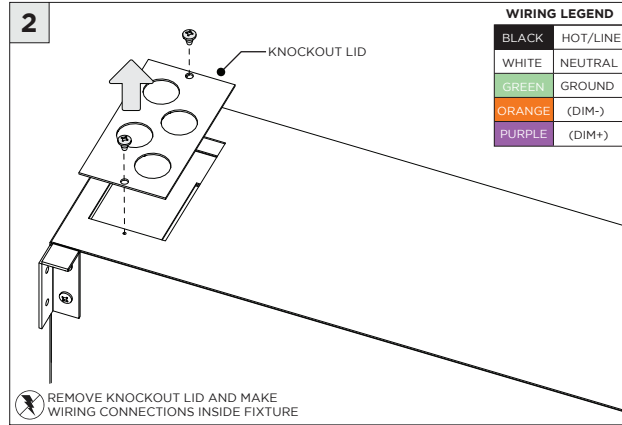 2
KNOCKOUT LID
WIRING LEGEND
BLACK HOT/LINE
WHITE NEUTRAL
GREEN GROUND
ORANGE (DIM-)
PURPLE (DIM+)
REMOVE KNOCKOUT LID AND MAKE
WIRING CONNECTIONS INSIDE FIXTURE